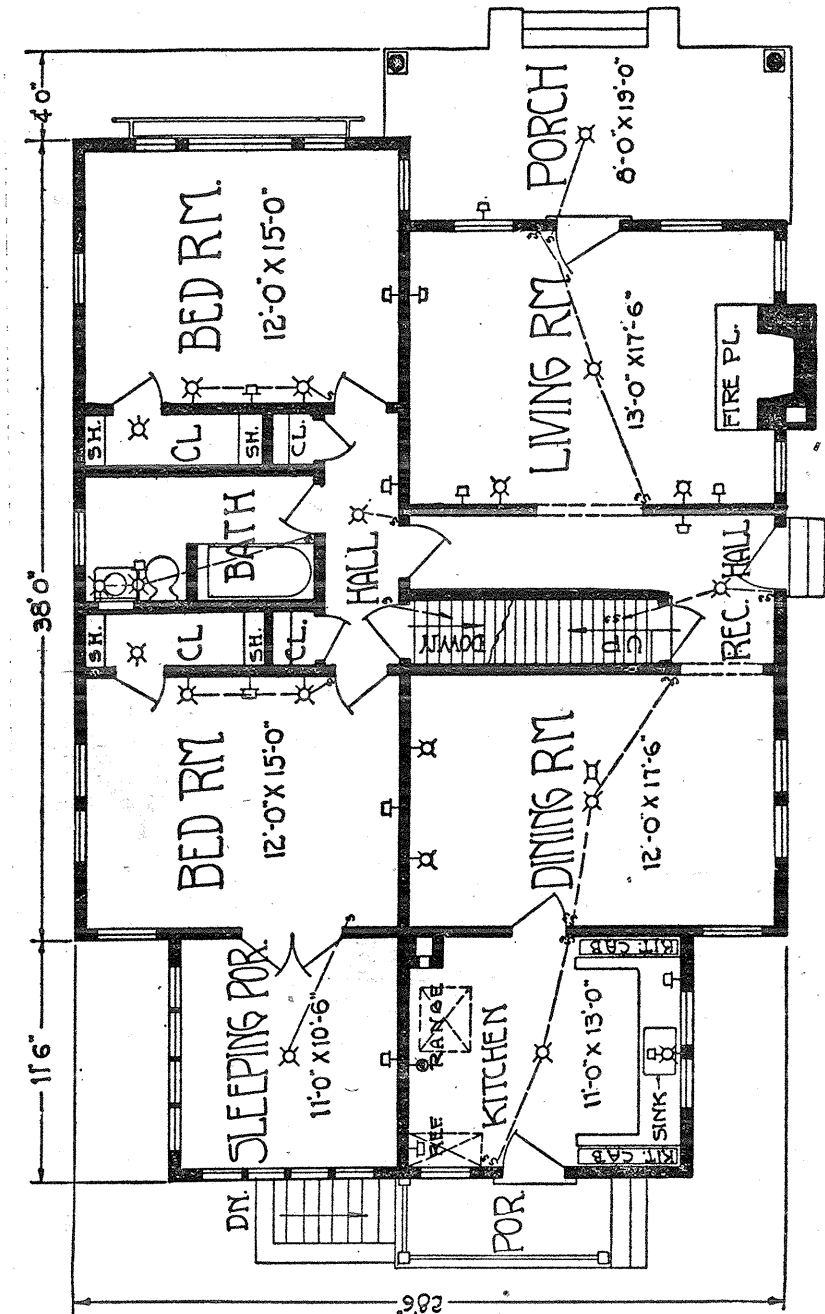 4'0"
38'0"
11'6"
28'6"
PORCH
8'-0" X 19'-0"
BED RM.
12'-0" X 15'-0"
LIVING RM
13'-0" X 17'-6"
FIRE PL.
SH.
CL
SH.
CL.
BATH
HALL
REC. HALL
SH.
CL
SH.
CL.
DOWN
UP
BED RM
12'-0" X 15'-0"
DINING RM
12'-0" X 17'-6"
SLEEPING POR.
11'-0" X 10'-6"
KITCHEN
11'-0" X 13'-0"
RANGE
REF
KIT. CAB
KIT. CAB
SINK
DN.
POR.